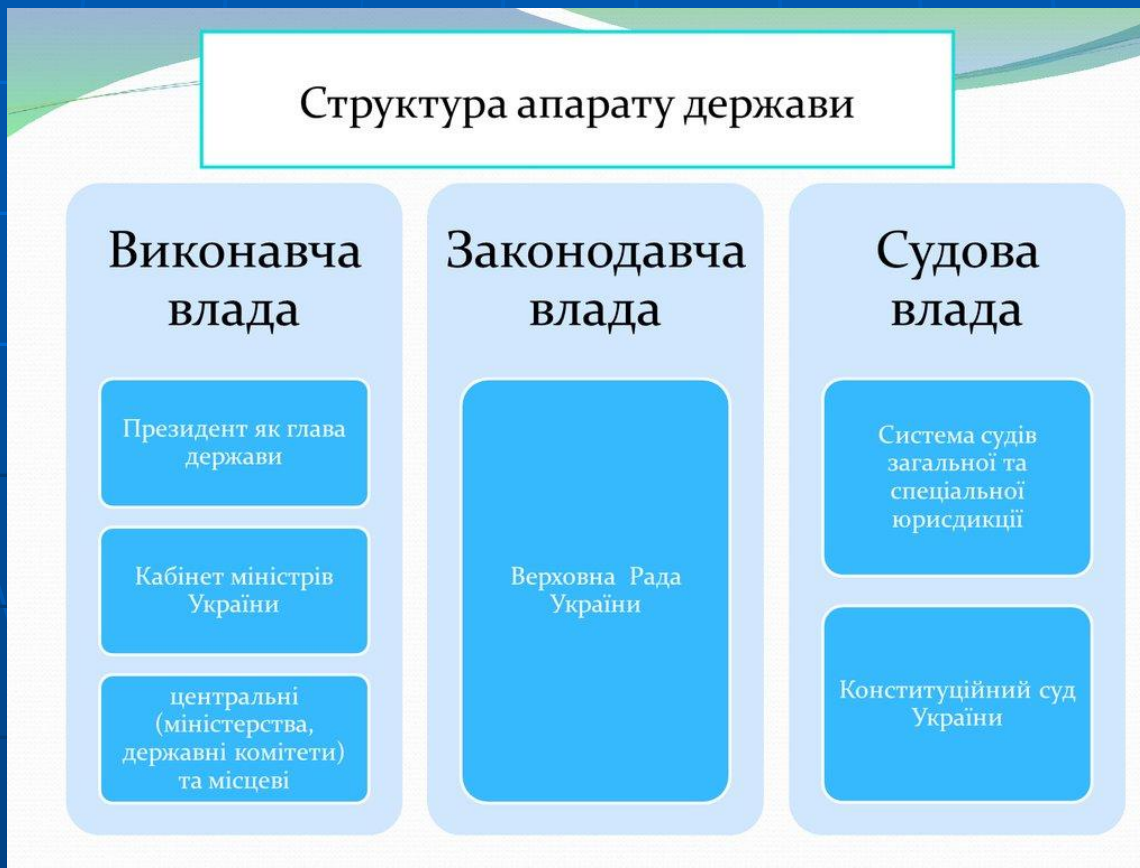 Структура апарату держави
Виконавча
влада
Президент як глава
держави
Кабінет міністрів
України
центральні
(міністерства,
державні комітети)
та місцеві
Законодавча
влада
Верховна Рада
України
Судова
влада
Система судів
загальної та
спеціальної
юрисдикції
Конституційний суд
України